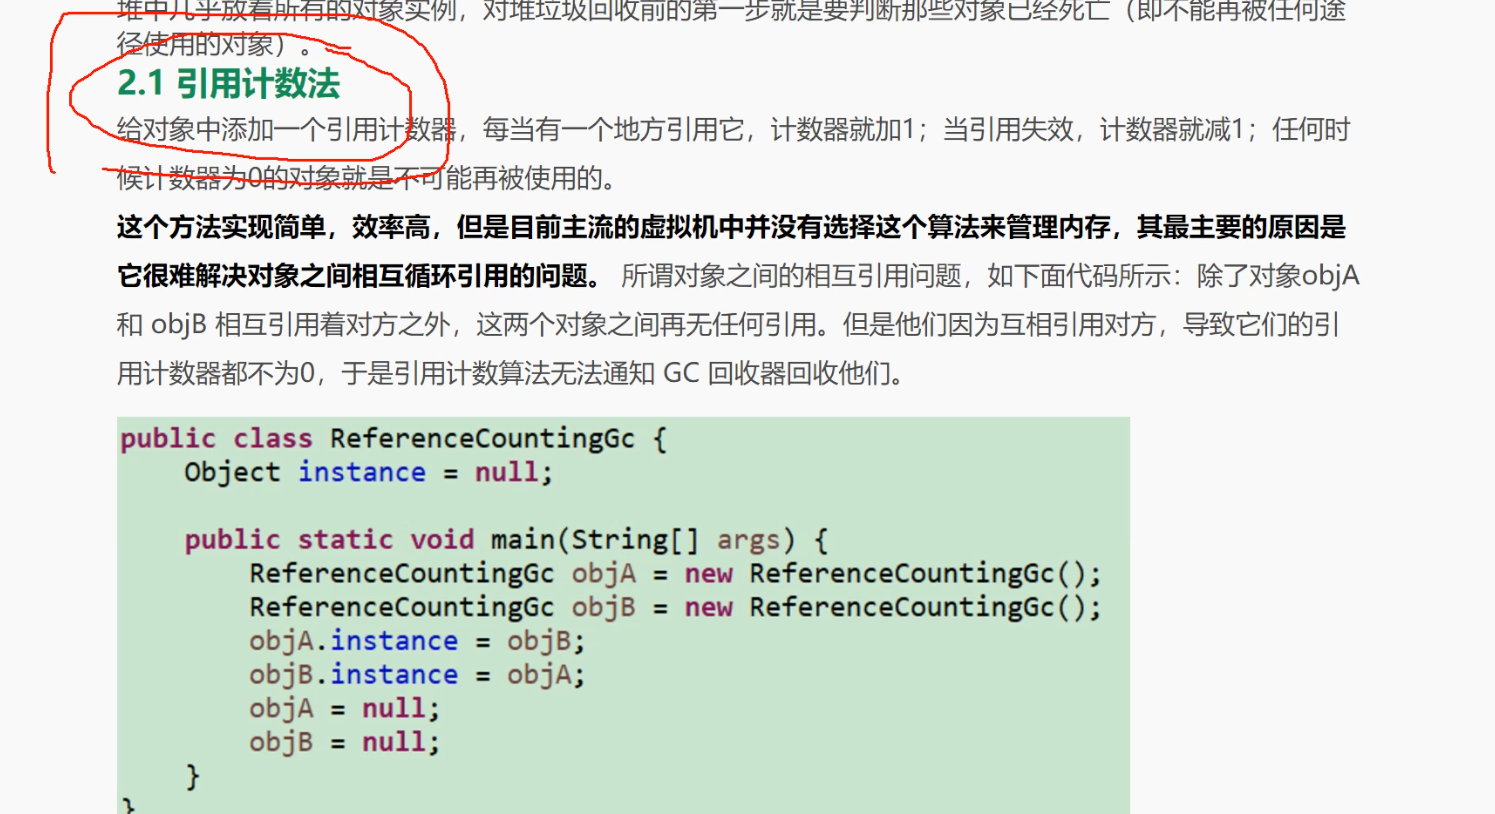 堆中几乎放着所有的对象实例，对堆垃圾回收前的第一步就是要判断那些对象已经死亡（即不能再被任何途
径使用的对象）。
2.1 引用计数法
给对象中添加一个引用计数器，每当有一个地方引用它，计数器就加1；当引用失效，计数器就减1；任何时
候计数器为0的对象就是不可能再被使用的。
这个方法实现简单，效率高，但是目前主流的虚拟机中并没有选择这个算法来管理内存，其最主要的原因是
它很难解决对象之间相互循环引用的问题。 所谓对象之间的相互引用问题，如下面代码所示：除了对象objA
和 objB 相互引用着对方之外，这两个对象之间再无任何引用。但是他们因为互相引用对方，导致它们的引
用计数器都不为0，于是引用计数算法无法通知 GC 回收器回收他们。
public class ReferenceCountingGc {
Object instance = null;
public static void main(String[] args) {
ReferenceCountingGc objA = new ReferenceCountingGc();
ReferenceCountingGc objB = new ReferenceCountingGc();
objA.instance = objB;
objB.instance = objA;
objA = null;
objB = null;
}
}